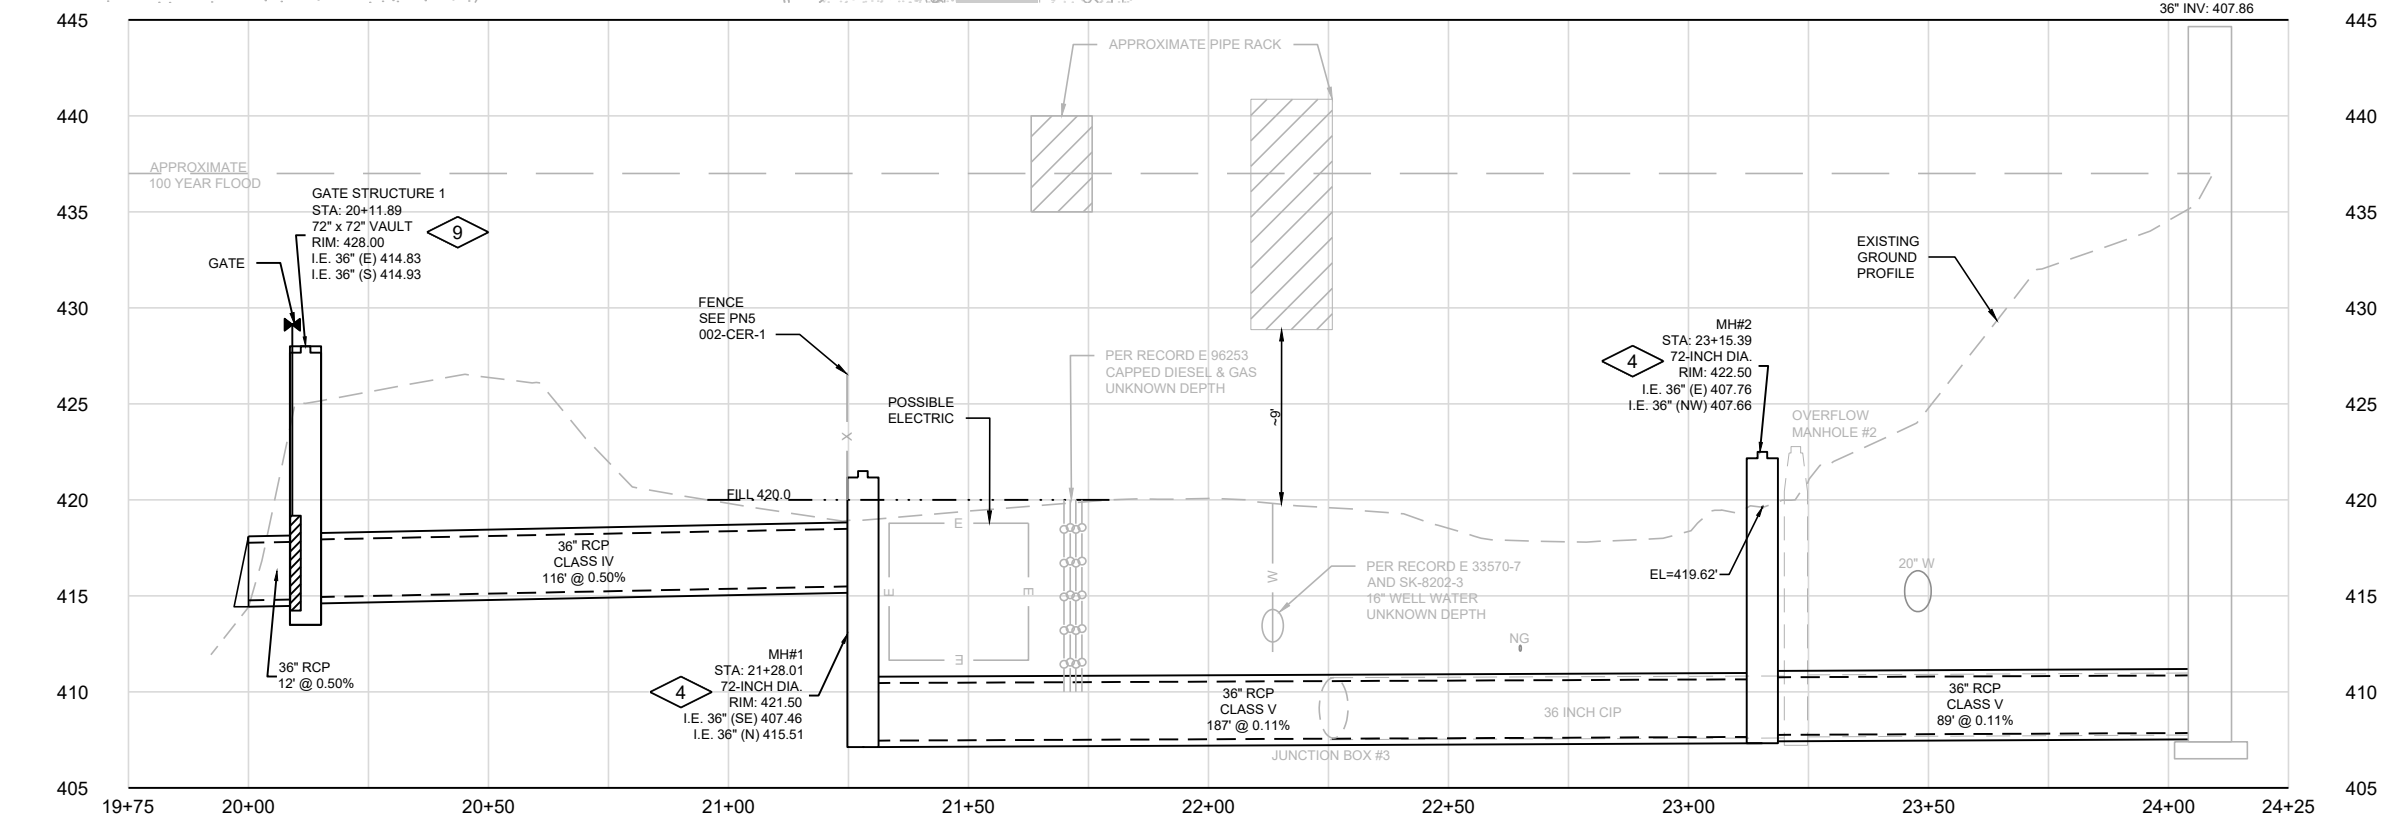 36" INV: 407.86
445
445
APPROXIMATE PIPE RACK
440
440
APPROXIMATE
100 YEAR FLOOD
GATE STRUCTURE 1
STA: 20+11.89
72" x 72" VAULT
RIM: 428.00
I.E. 36" (E) 414.83
I.E. 36" (S) 414.93
9
435
435
GATE
EXISTING
GROUND
PROFILE
430
430
FENCE
SEE PN5
002-CER-1
MH#2
STA: 23+15.39
72-INCH DIA.
RIM: 422.50
I.E. 36" (E) 407.76
I.E. 36" (NW) 407.66
4
PER RECORD E 96253
CAPPED DIESEL & GAS
UNKNOWN DEPTH
~9'
POSSIBLE
ELECTRIC
425
425
OVERFLOW
MANHOLE #2
X
FILL 420.0
420
420
E
E
E
E
W
36" RCP
CLASS IV
116' @ 0.50%
PER RECORD E 33570-7
AND SK-8202-3
16" WELL WATER
UNKNOWN DEPTH
EL=419.62'
20" W
415
415
NG
36" RCP
12' @ 0.50%
MH#1
STA: 21+28.01
72-INCH DIA.
RIM: 421.50
I.E. 36" (SE) 407.46
I.E. 36" (N) 415.51
4
410
410
36" RCP
CLASS V
187' @ 0.11%
36 INCH CIP
36" RCP
CLASS V
89' @ 0.11%
JUNCTION BOX #3
405
405
19+75
20+00
20+50
21+00
21+50
22+00
22+50
23+00
23+50
24+00
24+25